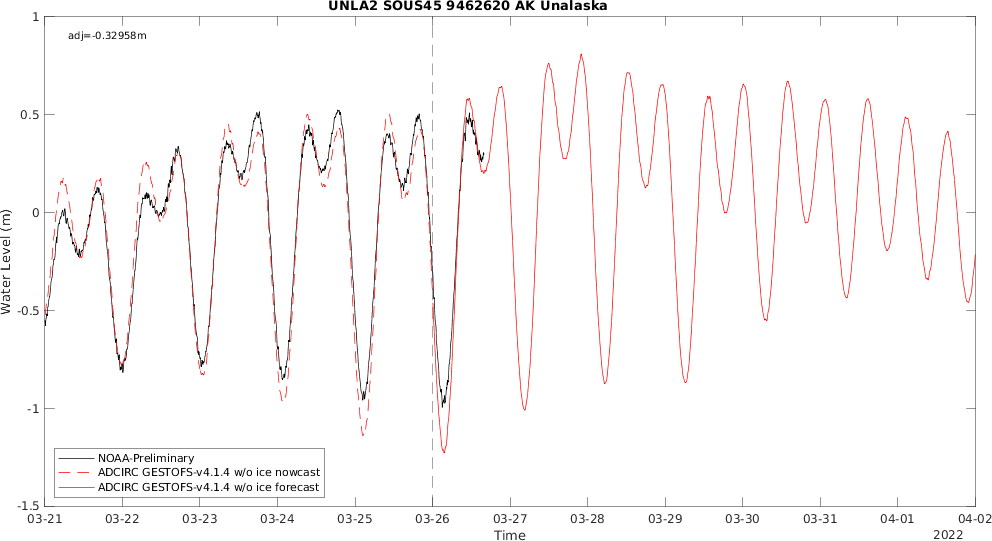 UNLA2 SOUS45 9462620 AK Unalaska
adj=-0.32958m
1
0.5
0
-0.5
-1
-1.5
Water Level (m)
NOAA-Preliminary
ADCIRC GESTOFS-v4.1.4 w/o ice nowcast
ADCIRC GESTOFS-v4.1.4 w/o ice forecast
03-21 03-22 03-23 03-24 03-25 03-26 03-27 03-28 03-29 03-30 03-31 04-01 04-02
Time
2022